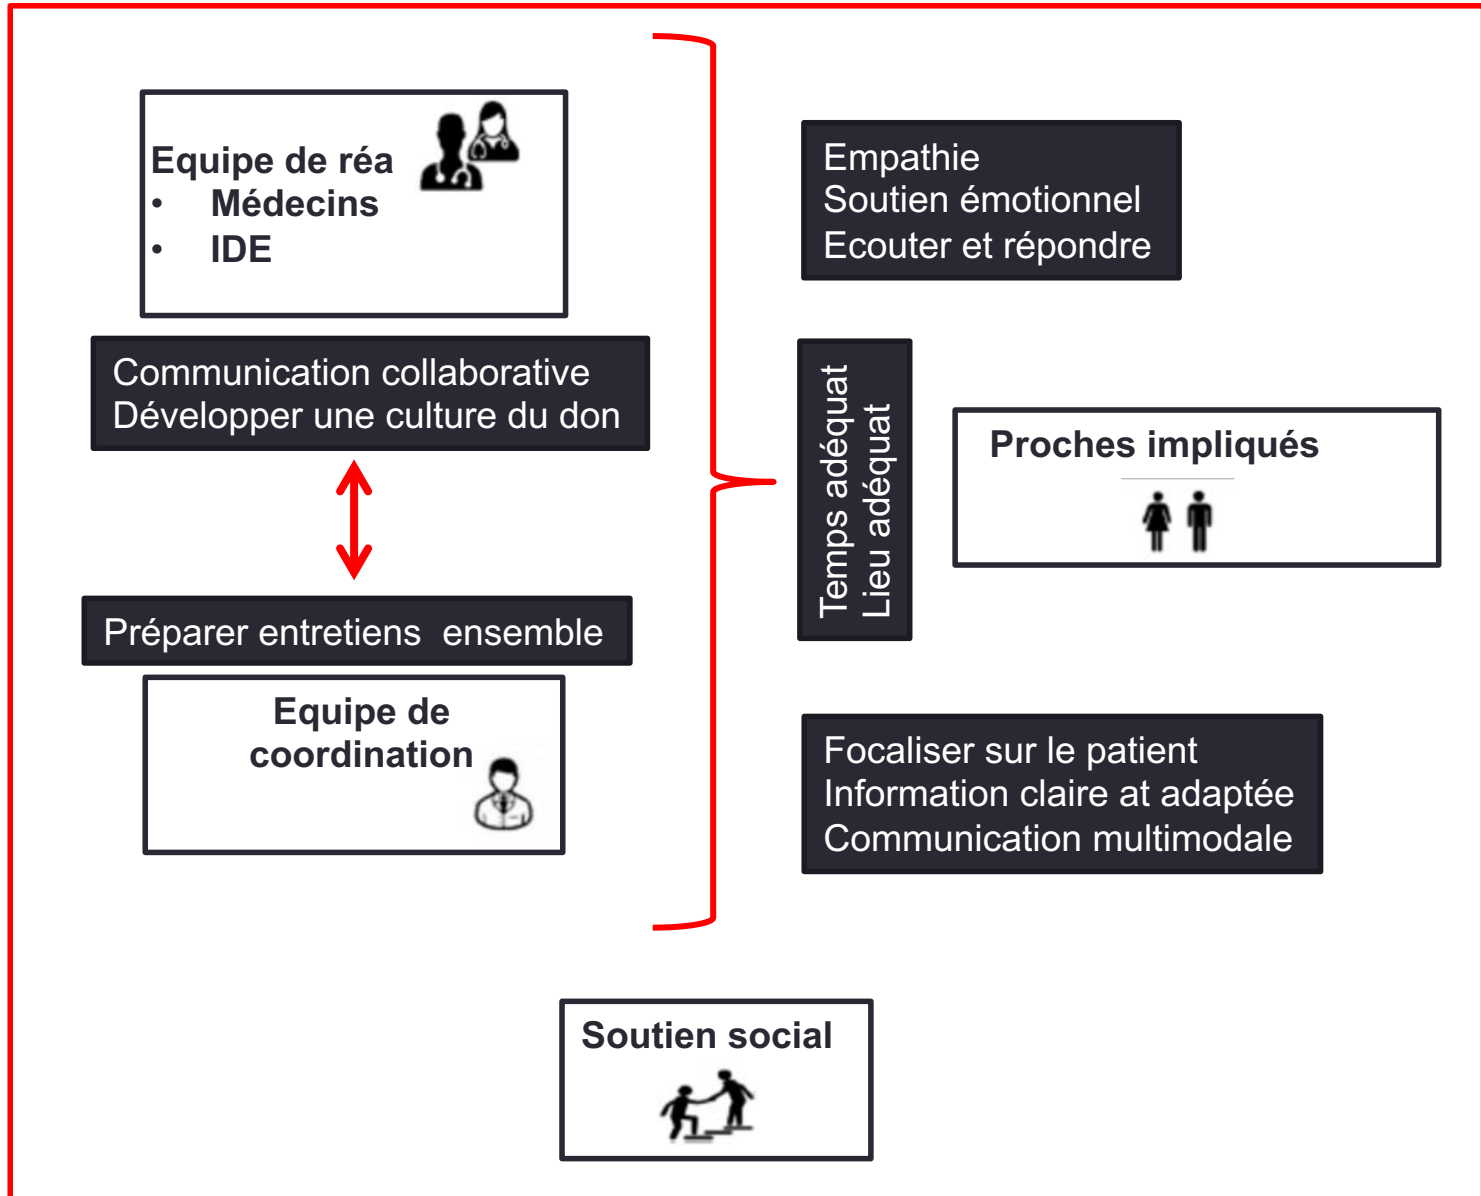 Equipe de réa
• Médecins
• IDE
Communication collaborative
Développer une culture du don
Préparer entretiens ensemble
Equipe de
coordination
Empathie
Soutien émotionnel
Ecouter et répondre
Temps adéquat
Lieu adéquat
Proches impliqués
Focaliser sur le patient
Information claire at adaptée
Communication multimodale
Soutien social